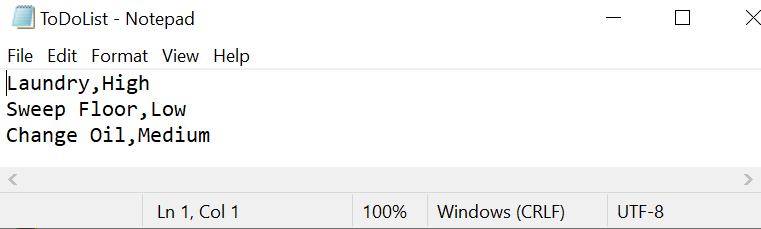 ToDoList - Notepad
File Edit Format View Help
Laundry,High
Sweep Floor,Low
Change Oil,Medium
Ln 1, Col 1 100% Windows (CRLF) UTF-8